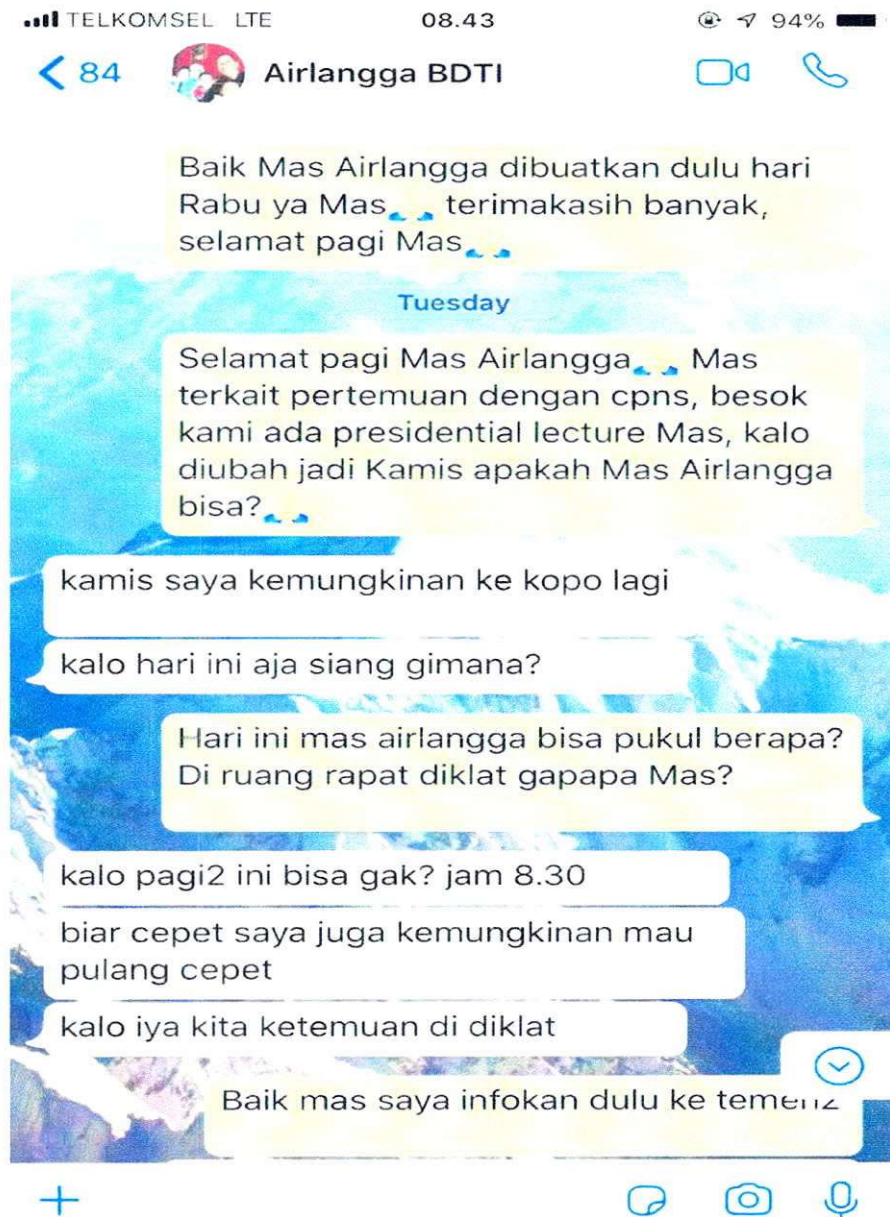 TELKOMSEL LTE 08.43 94%
84 Airlangga BDTI
Baik Mas Airlangga dibuatkan dulu hari
Rabu ya Mas terimakasih banyak,
selamat pagi Mas
Tuesday
Selamat pagi Mas Airlangga Mas
terkait pertemuan dengan cpns, besok
kami ada presidential lecture Mas, kalo
diubah jadi Kamis apakah Mas Airlangga
bisa?
kamis saya kemungkinan ke kopo lagi
kalo hari ini aja siang gimana?
Hari ini mas airlangga bisa pukul berapa?
Di ruang rapat diklat gapapa Mas?
kalo pagi2 ini bisa gak? jam 8.30
biar cepet saya juga kemungkinan mau
pulang cepet
kalo iya kita ketemuan di diklat
Baik mas saya infokan dulu ke